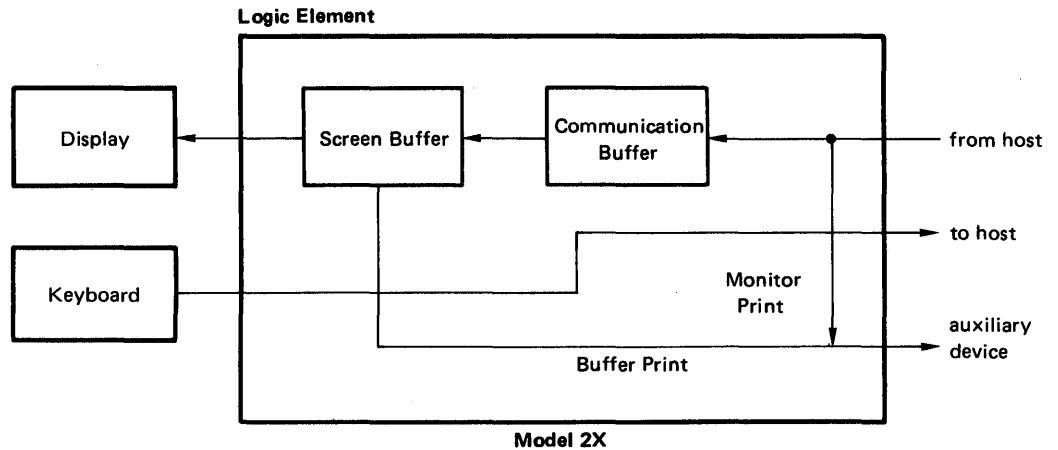 Logic Element
Display
Screen Buffer
Communication
Buffer
from host
to host
Keyboard
Monitor
Print
auxiliary
device
Buffer Print
Model 2X